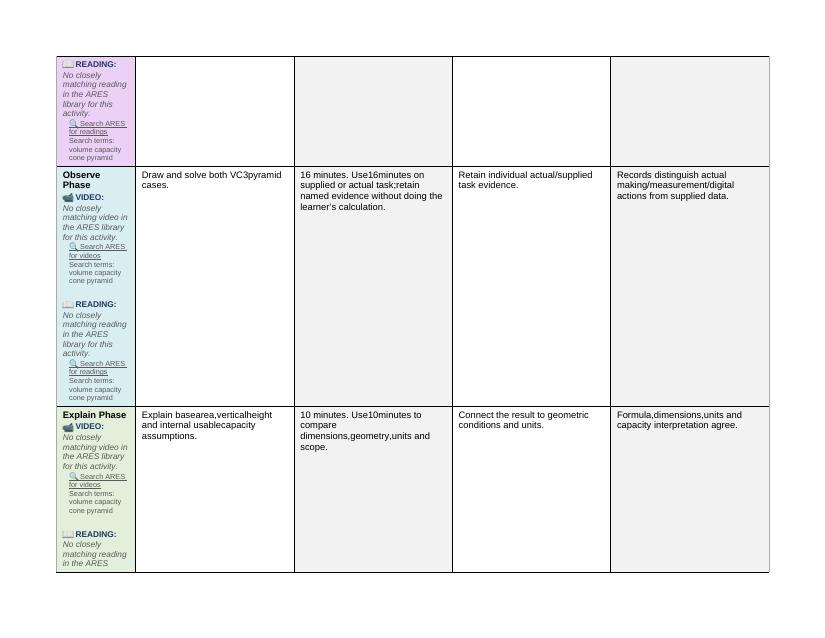 📖 READING:
No closely
matching reading
in the ARES
library for this
activity.
🔍 Search ARES
for readings
Search terms:
volume capacity
cone pyramid
Observe
Phase
📹 VIDEO:
No closely
matching video in
the ARES library
for this activity.
🔍 Search ARES
for videos
Search terms:
volume capacity
cone pyramid
📖 READING:
No closely
matching reading
in the ARES
library for this
activity.
🔍 Search ARES
for readings
Search terms:
volume capacity
cone pyramid
Draw and solve both VC3pyramid
cases.
16 minutes. Use16minutes on
supplied or actual task;retain
named evidence without doing the
learner's calculation.
Retain individual actual/supplied
task evidence.
Records distinguish actual
making/measurement/digital
actions from supplied data.
Explain Phase
📹 VIDEO:
No closely
matching video in
the ARES library
for this activity.
🔍 Search ARES
for videos
Search terms:
volume capacity
cone pyramid
📖 READING:
No closely
matching reading
in the ARES
Explain basearea,verticalheight
and internal usablecapacity
assumptions.
10 minutes. Use10minutes to
compare
dimensions,geometry,units and
scope.
Connect the result to geometric
conditions and units.
Formula,dimensions,units and
capacity interpretation agree.